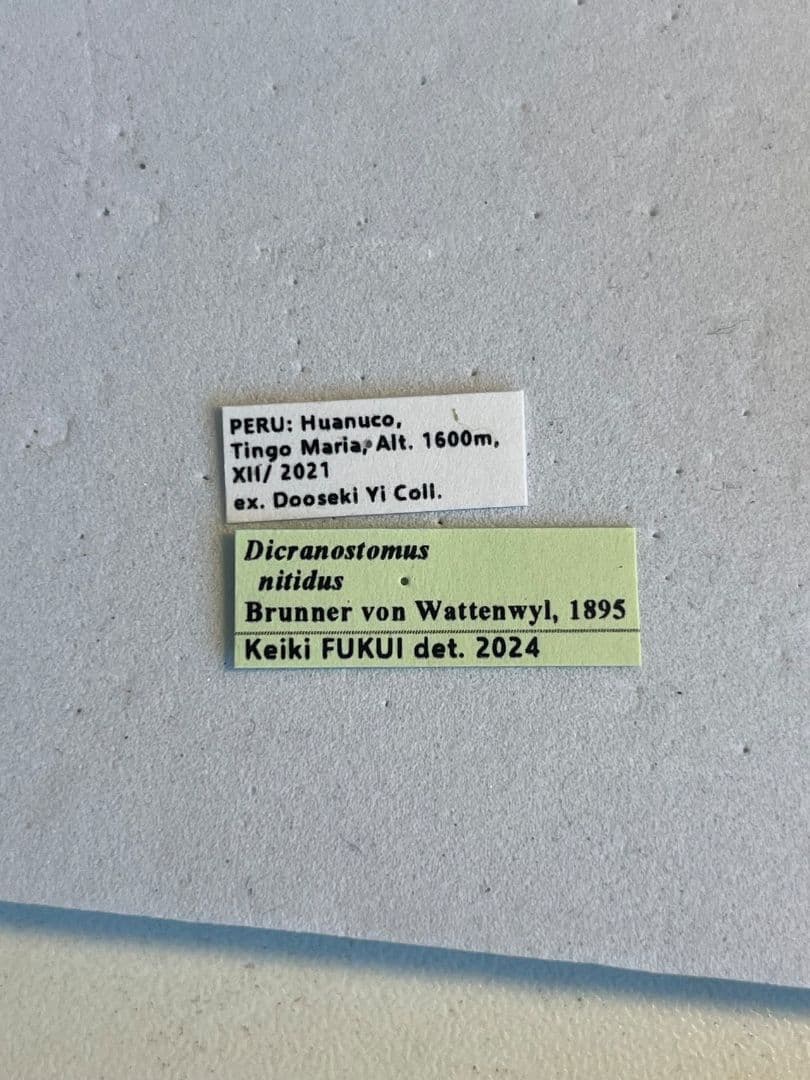 PERU: Huanuco,
Tingo Maria, Alt. 1600m,
XII/ 2021
ex. Dooseki Yi Coll.
Dicranostomus
nitidus
Brunner von Wattenwyl, 1895
Keiki FUKUI det. 2024